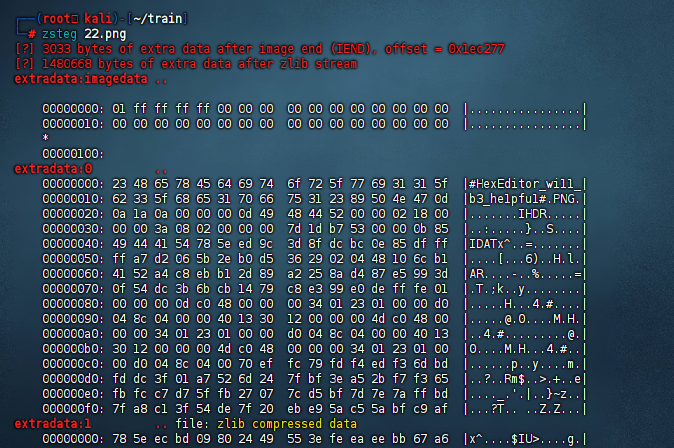 ┌──(root㉿ kali)-[~/train]
└─# zsteg 22.png
[?] 3033 bytes of extra data after image end (IEND), offset = 0x1ec277
[?] 1480668 bytes of extra data after zlib stream
extradata:imagedata ..
00000000: 01 ff ff ff ff 00 00 00 00 00 00 00 00 00 00 00 |................|
00000010: 00 00 00 00 00 00 00 00 00 00 00 00 00 00 00 00 |................|
*
00000100:
extradata:0 ..
00000000: 23 48 65 78 45 64 69 74 6f 72 5f 77 69 31 31 5f |#HexEditor_wi11_|
00000010: 62 33 5f 68 65 31 70 66 75 31 23 89 50 4e 47 0d |b3_he1pfu1#.PNG.|
00000020: 0a 1a 0a 00 00 00 0d 49 48 44 52 00 00 02 18 00 |.......IHDR.....|
00000030: 00 00 3a 08 02 00 00 00 7d 1d b7 53 00 00 0b 85 |..:.....}..S....|
00000040: 49 44 41 54 78 5e ed 9c 3d 8f dc bc 0e 85 df ff |IDATx^..=.......|
00000050: ff a7 d2 06 5b 2e b0 d5 36 29 02 04 48 10 6c b1 |....[...6)..H.l.|
00000060: 41 52 a4 c8 eb b1 2d 89 a2 25 8a d4 87 e5 99 3d |AR....-..%.....=|
00000070: 0f 54 dc 3b 6b cb 14 79 c8 e3 99 e0 de ff fe 01 |.T.;k..y........|
00000080: 00 00 00 0d c0 48 00 00 00 34 01 23 01 00 00 d0 |.....H...4.#....|
00000090: 04 8c 04 00 00 40 13 30 12 00 00 00 4d c0 48 00 |.....@.0....M.H.|
000000a0: 00 00 34 01 23 01 00 00 d0 04 8c 04 00 00 40 13 |..4.#.........@.|
000000b0: 30 12 00 00 00 4d c0 48 00 00 00 34 01 23 01 00 |0....M.H...4.#..|
000000c0: 00 d0 04 8c 04 00 70 ef fc 79 fd f4 ed f3 6d bd |......p..y....m.|
000000d0: fd dc 3f 01 a7 52 6d 24 7f bf 3e a5 2b f7 f3 65 |..?..Rm$..>.+..e|
000000e0: fb fc c7 d7 5f fb 27 07 7c d5 bf 7d 7e 7a ff bd |...._.'.|..}~z..|
000000f0: 7f a8 c1 3f 54 de 7f 20 eb e9 5a c5 5a bf c9 af |...?T.. ..Z.Z...|
extradata:1 .. file: zlib compressed data
00000000: 78 5e ec bd 09 80 24 49 55 3e fe ea ee bb 67 a6 |x^....$IU>....g.|